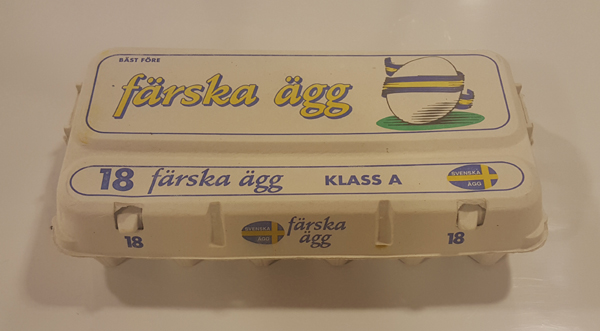 BÄST FÖRE
färska ägg
18 färska ägg KLASS A
SVENSKA
ÄGG
SVENSKA
ÄGG
färska
ägg
18
18